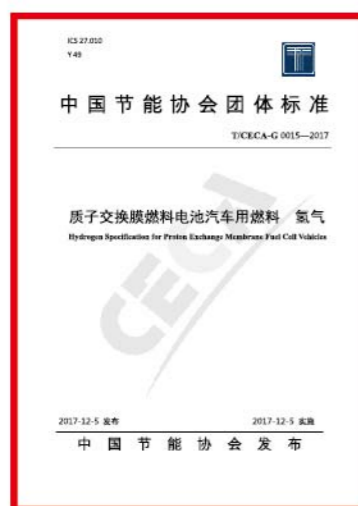 ICS 27.010
Y 49
中国节能协会团体标准
T/CECA-G 0015—2017
质子交换膜燃料电池汽车用燃料 氢气
Hydrogen Specification for Proton Exchange Membrane Fuel Cell Vehicles
CECA
2017-12-5 发布
2017-12-5 实施
中国节能协会发布